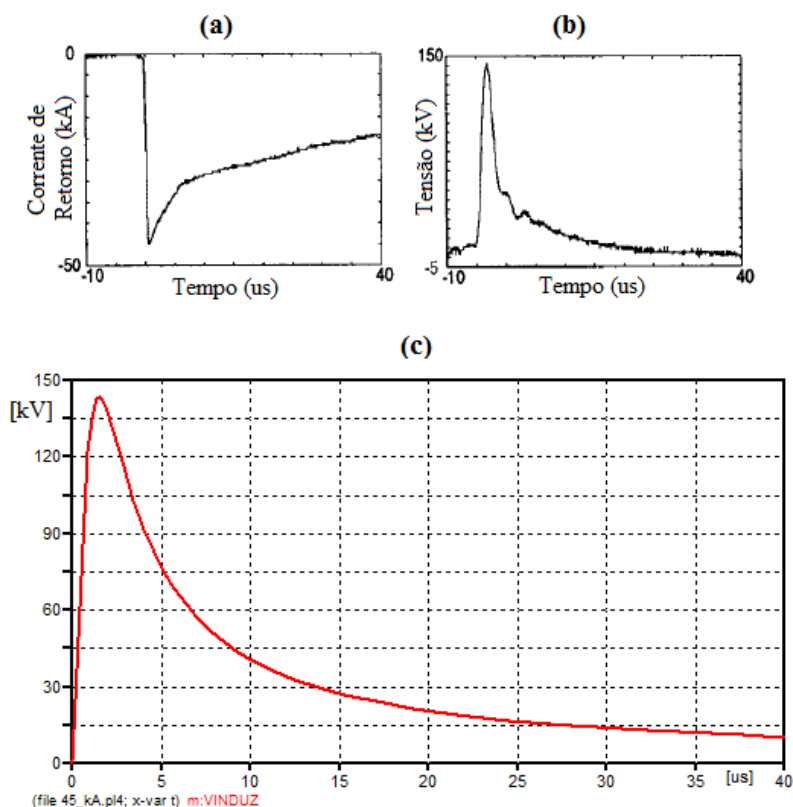 (a)
(b)
0
Corrente de
Retorno (kA)
-50
-10
40
Tempo (us)
150
Tensão (kV)
-5
-10
40
Tempo (us)
(c)
150
[kV]
120
90
60
30
0
0
5
10
15
20
25
30
35
[us]
40
(file 45_kA.pl4; x-var t) m:VINDUZ